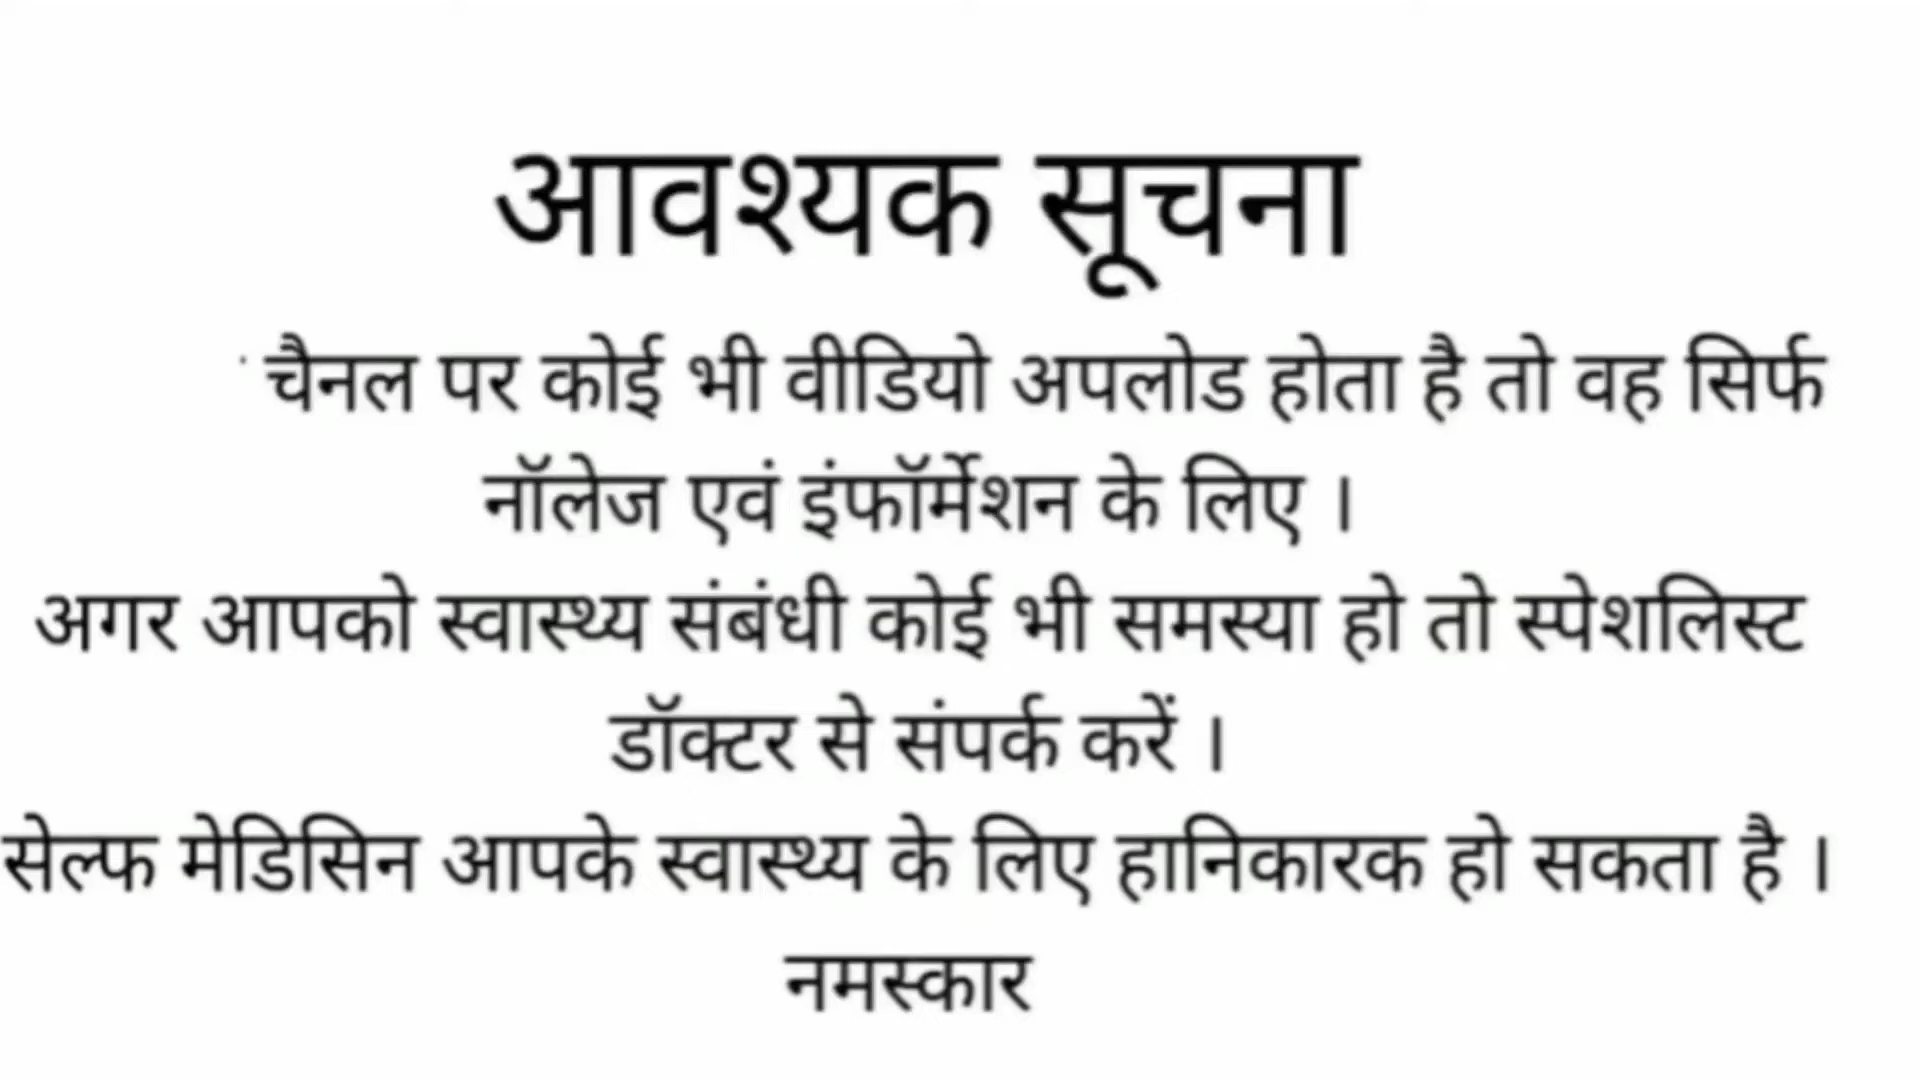 आवश्यक सूचना
चैनल पर कोई भी वीडियो अपलोड होता है तो वह सिर्फ
नॉलेज एवं इंफॉर्मेशन के लिए ।
अगर आपको स्वास्थ्य संबंधी कोई भी समस्या हो तो स्पेशलिस्ट
डॉक्टर से संपर्क करें ।
सेल्फ मेडिसिन आपके स्वास्थ्य के लिए हानिकारक हो सकता है ।
नमस्कार